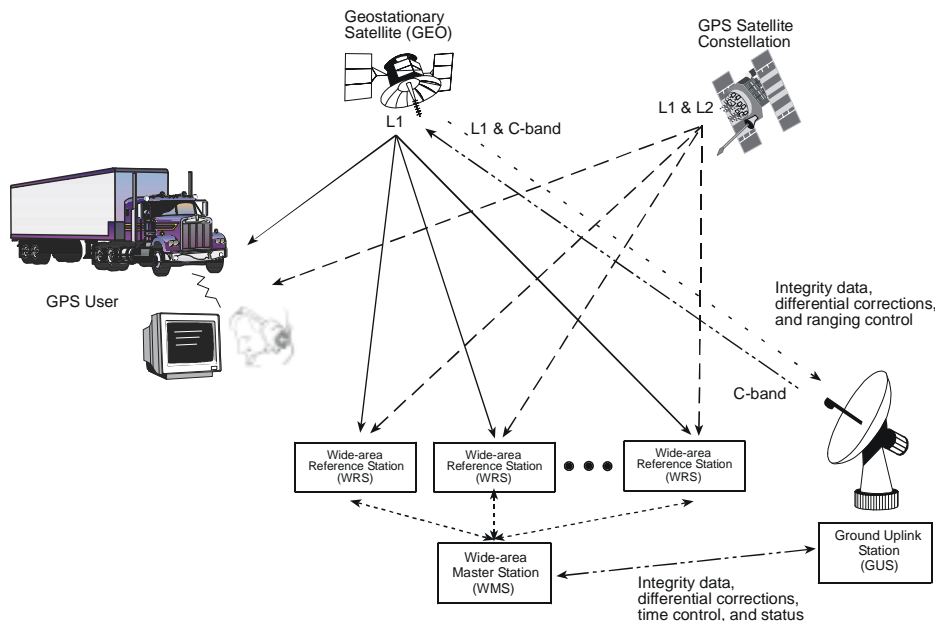 Geostationary
Satellite (GEO)
GPS Satellite
Constellation
L1 & L2
L1
L1 & C-band
GPS User
Integrity data,
differential corrections,
and ranging control
C-band
Wide-area
Reference Station
(WRS)
Wide-area
Reference Station
(WRS)
Wide-area
Reference Station
(WRS)
Wide-area
Master Station
(WMS)
Ground Uplink
Station
(GUS)
Integrity data,
differential corrections,
time control, and status